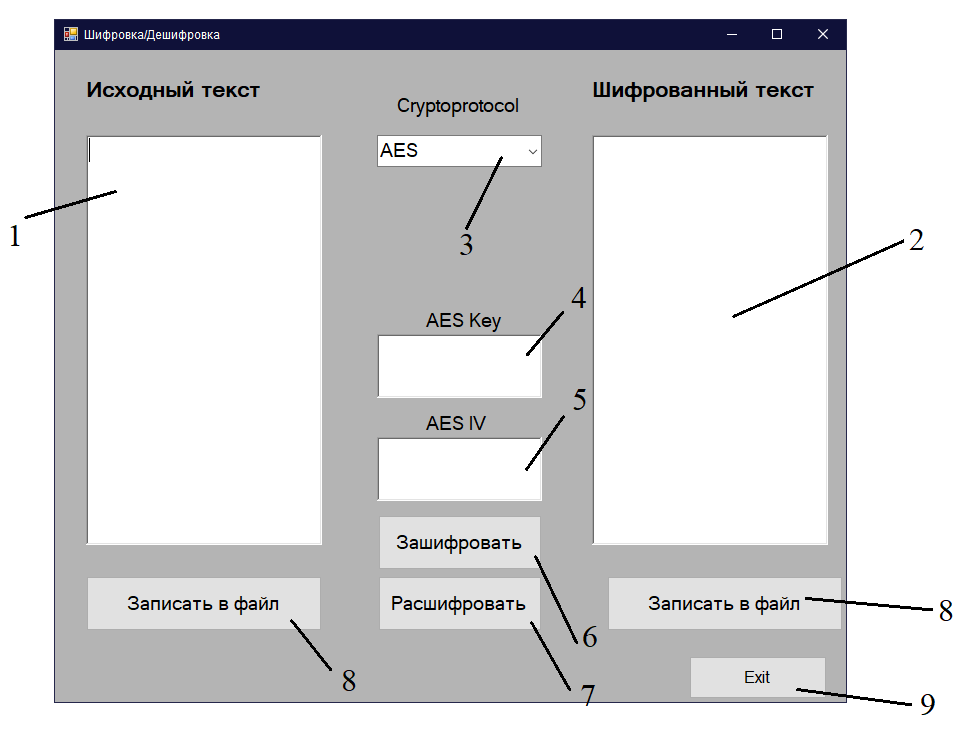 Шифровка/Дешифровка
Исходный текст
Cryptoprotocol
Шифрованный текст
AES
1
3
2
AES Key
4
AES IV
5
Зашифровать
Записать в файл
Расшифровать
Записать в файл
8
6
8
7
Exit
9